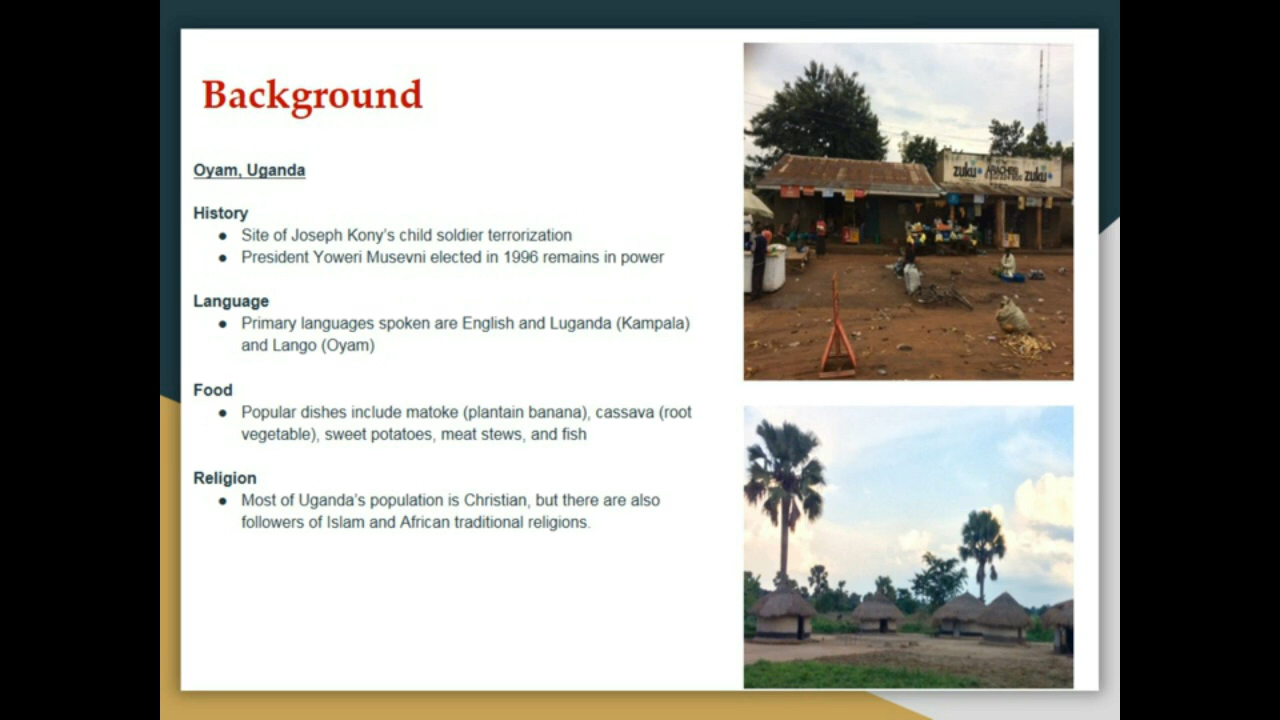 Background
Oyam, Uganda
History
● Site of Joseph Kony's child soldier terrorization
● President Yoweri Musevni elected in 1996 remains in power
Language
● Primary languages spoken are English and Luganda (Kampala)
and Lango (Oyam)
Food
● Popular dishes include matoke (plantain banana), cassava (root
vegetable), sweet potatoes, meat stews, and fish
Religion
● Most of Uganda's population is Christian, but there are also
followers of Islam and African traditional religions.
zuku zuku